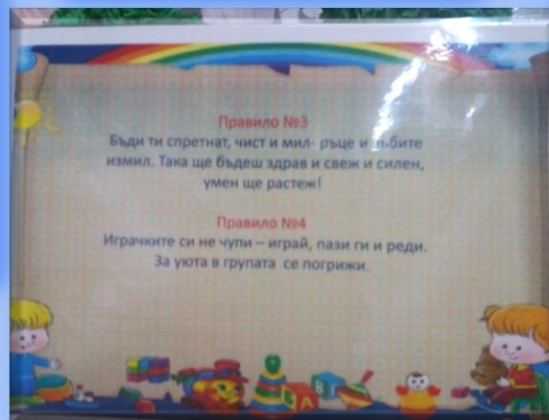 Правило №3
Бъди ти спретнат, чист и мил- ръце и зъбите
измил. Така ще бъдеш здрав и свеж и силен,
умен ще растеж!
Правило №4
Играчките си не чупи – играй, пази ги и реди.
За уюта в групата се погрижи.